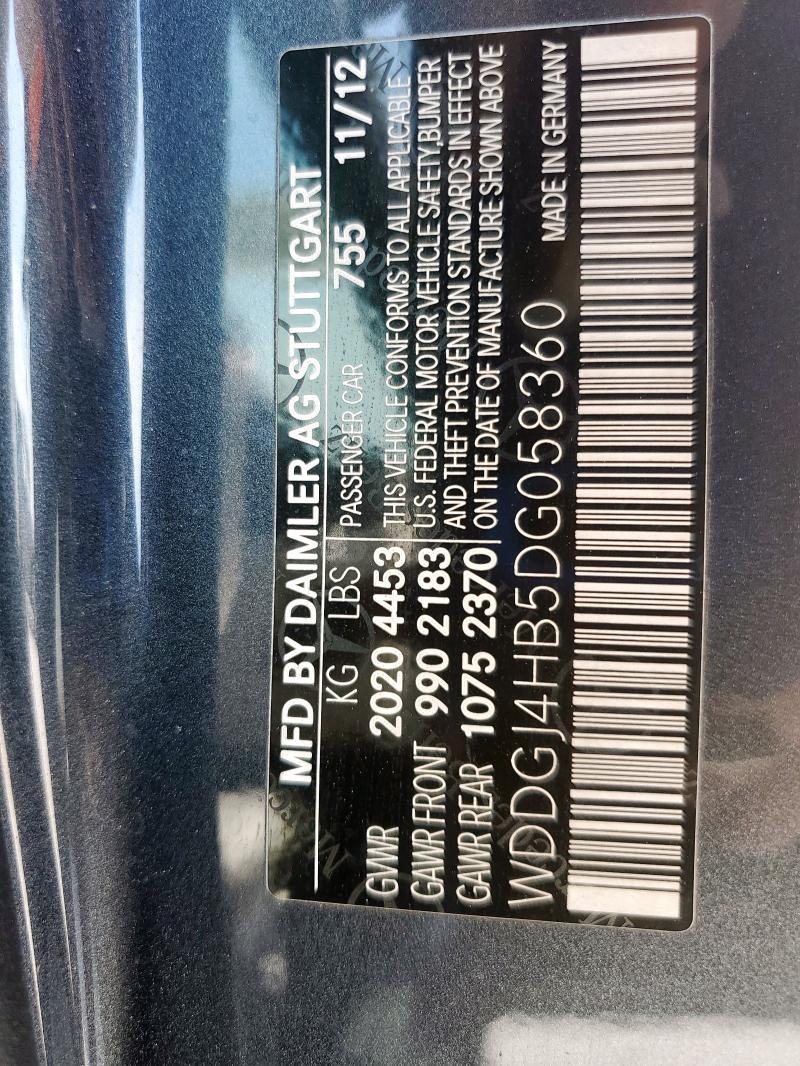 MFD BY DAIMLER AG STUTTGART
KG LBS PASSENGER CAR 755 11/12
GVWR 2020 4453 THIS VEHICLE CONFORMS TO ALL APPLICABLE
GAWR FRONT 990 2183 U.S. FEDERAL MOTOR VEHICLE SAFETY,BUMPER
GAWR REAR 1075 2370 AND THEFT PREVENTION STANDARDS IN EFFECT
ON THE DATE OF MANUFACTURE SHOWN ABOVE
WDDGJ4HB5DG058360 MADE IN GERMANY